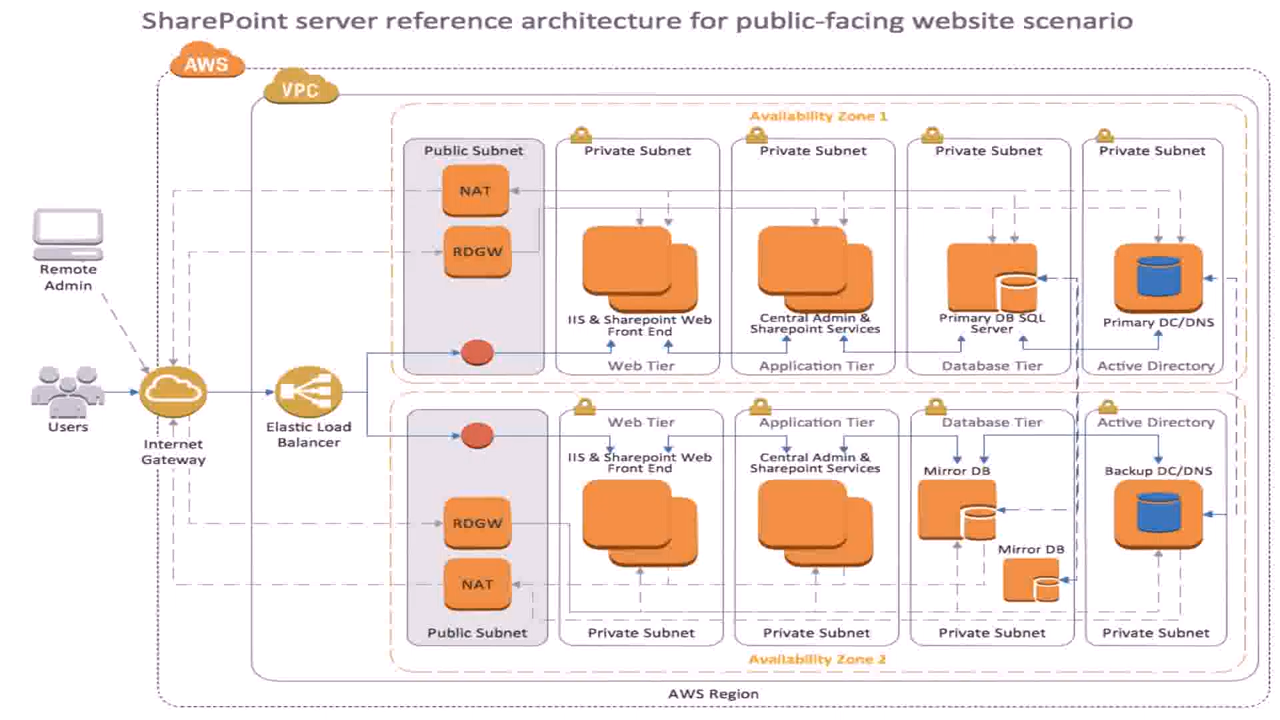 SharePoint server reference architecture for public-facing website scenario
AWS
VPC
Availability Zone 1
Public Subnet
Private Subnet
Private Subnet
Private Subnet
Private Subnet
NAT
RDGW
Remote
Admin
IIS & Sharepoint Web
Front End
Central Admin &
Sharepoint Services
Primary DB SQL
Server
Primary DC/DNS
Web Tier
Application Tier
Database Tier
Active Directory
Users
Internet
Gateway
Elastic Load
Balancer
Web Tier
Application Tier
Database Tier
Active Directory
IIS & Sharepoint Web
Front End
Central Admin &
Sharepoint Services
Mirror DB
Backup DC/DNS
RDGW
Mirror DB
NAT
Public Subnet
Private Subnet
Private Subnet
Private Subnet
Private Subnet
Availability Zone 2
AWS Region